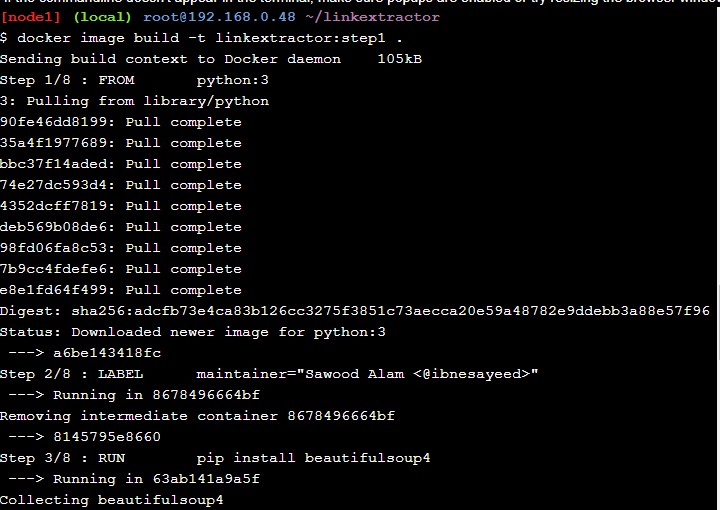 If the commandline doesn't appear in the terminal, make sure popups are enabled or try resizing the browser window
[node1] (local) root@192.168.0.48 ~/linkextractor
$ docker image build -t linkextractor:step1 .
Sending build context to Docker daemon    105kB
Step 1/8 : FROM        python:3
3: Pulling from library/python
90fe46dd8199: Pull complete
35a4f1977689: Pull complete
bbc37f14aded: Pull complete
74e27dc593d4: Pull complete
4352dcff7819: Pull complete
deb569b08de6: Pull complete
98fd06fa8c53: Pull complete
7b9cc4fdefe6: Pull complete
e8e1fd64f499: Pull complete
Digest: sha256:adcfb73e4ca83b126cc3275f3851c73aecca20e59a48782e9ddebb3a88e57f96
Status: Downloaded newer image for python:3
 ---> a6be143418fc
Step 2/8 : LABEL       maintainer="Sawood Alam <@ibnesayeed>"
 ---> Running in 8678496664bf
Removing intermediate container 8678496664bf
 ---> 8145795e8660
Step 3/8 : RUN         pip install beautifulsoup4
 ---> Running in 63ab141a9a5f
Collecting beautifulsoup4